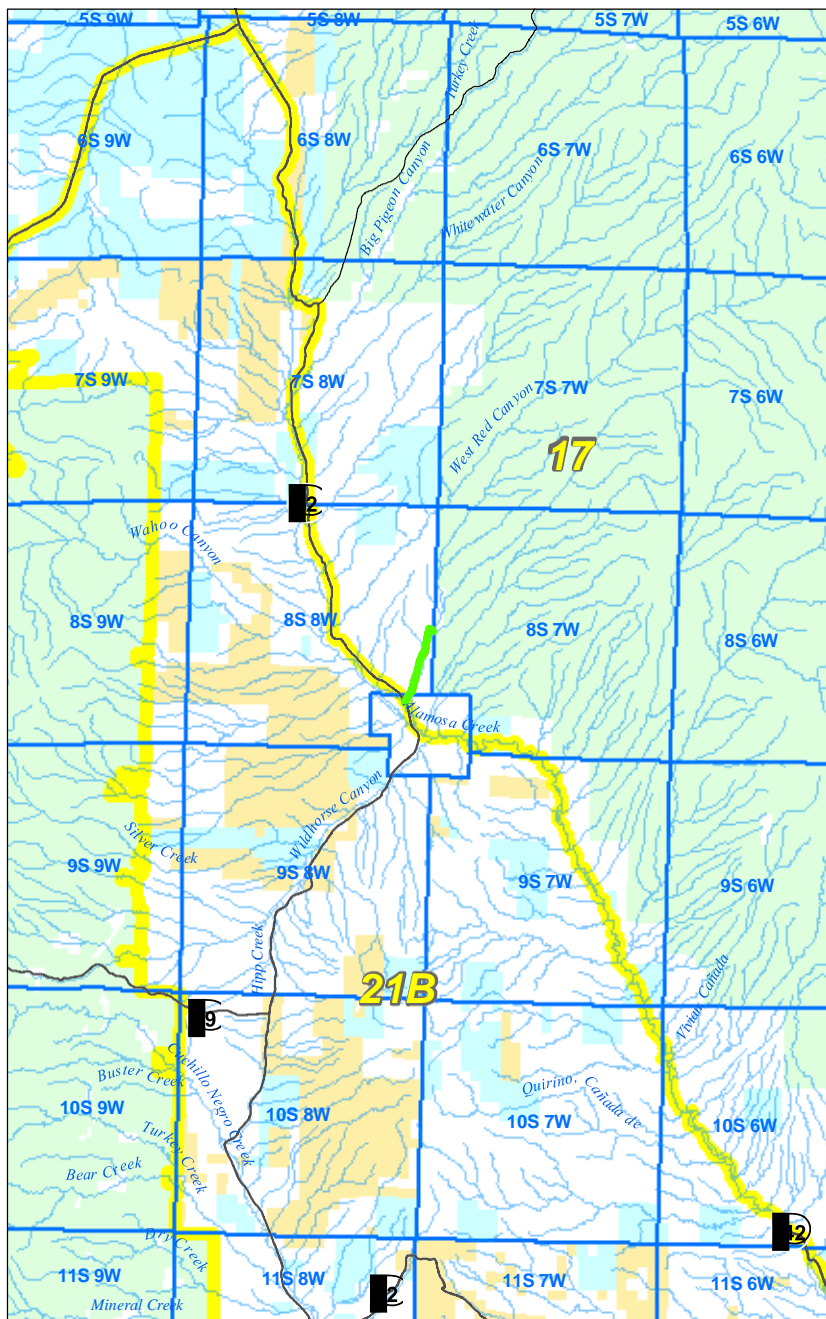 5S 9W
5S 8W
5S 7W
5S 6W
Turkey Creek
6S 9W
6S 8W
6S 7W
6S 6W
Big Pigeon Canyon
Whitewater Canyon
7S 9W
7S 8W
7S 7W
7S 6W
West Red Canyon
17
2
Wahoo Canyon
8S 9W
8S 8W
8S 7W
8S 6W
Alamosa Creek
Wildhorse Canyon
Silver Creek
9S 9W
9S 8W
9S 7W
9S 6W
Hipp Creek
21B
Vivian Cañada
9
Cuchillo Negro Creek
Buster Creek
Quirino, Cañada de
10S 9W
10S 8W
10S 7W
10S 6W
Turkey Creek
Bear Creek
Dry Creek
42
11S 9W
11S 8W
11S 7W
11S 6W
2
Mineral Creek